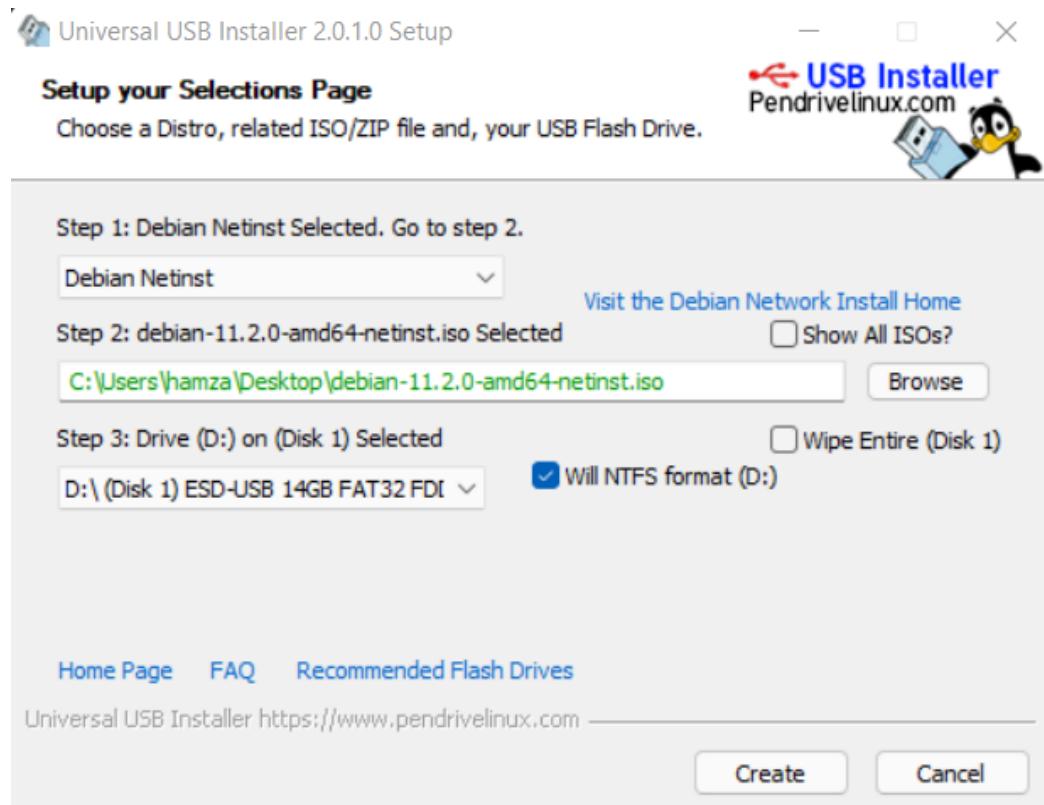 Universal USB Installer 2.0.1.0 Setup
Setup your Selections Page
Choose a Distro, related ISO/ZIP file and, your USB Flash Drive.
USB Installer
Pendrivelinux.com
Step 1: Debian Netinst Selected. Go to step 2.
Debian Netinst
Visit the Debian Network Install Home
Step 2: debian-11.2.0-amd64-netinst.iso Selected
Show All ISOs?
C:\Users\hamza\Desktop\debian-11.2.0-amd64-netinst.iso
Browse
Step 3: Drive (D:) on (Disk 1) Selected
Wipe Entire (Disk 1)
D:\ (Disk 1) ESD-USB 14GB FAT32 FDI
Will NTFS format (D:)
Home Page FAQ Recommended Flash Drives
Universal USB Installer https://www.pendrivelinux.com
Create Cancel